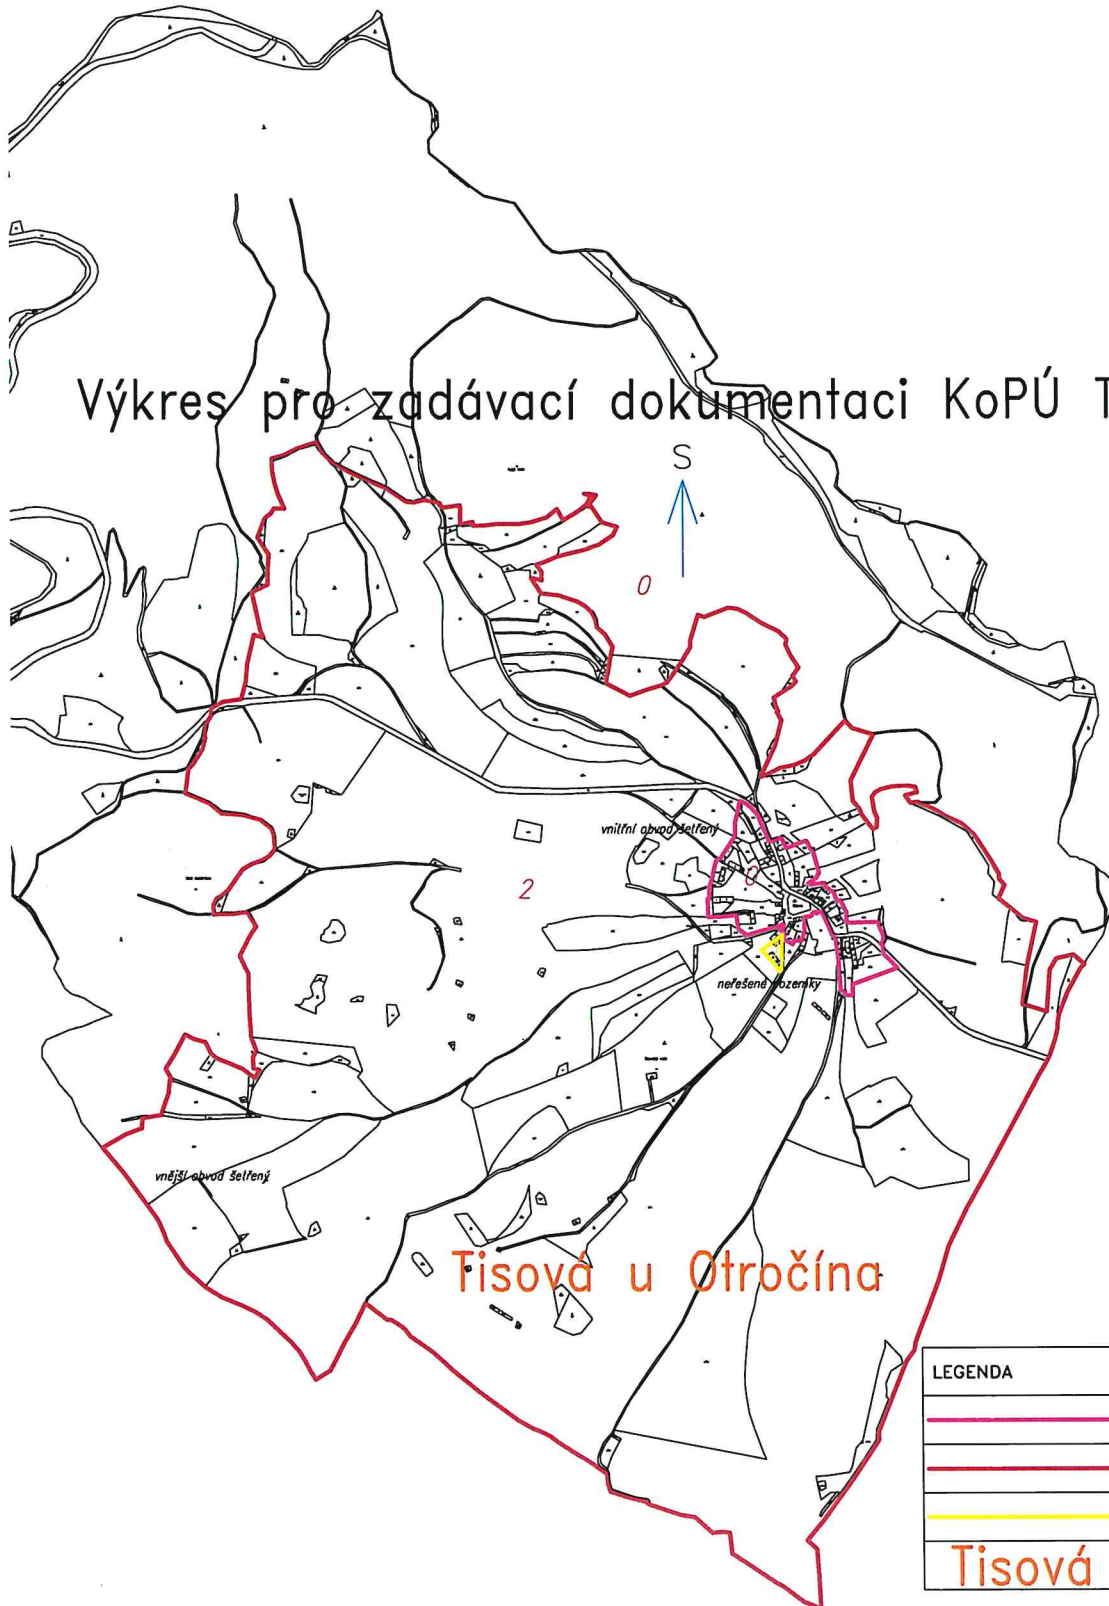 Výkres pro zadávací dokumentaci KoPÚ T
S
0
vnitřní obvod šetřený
0
2
neřešené pozemky
vnější obvod šetřený
Tisová u Otročína
LEGENDA
Tisová